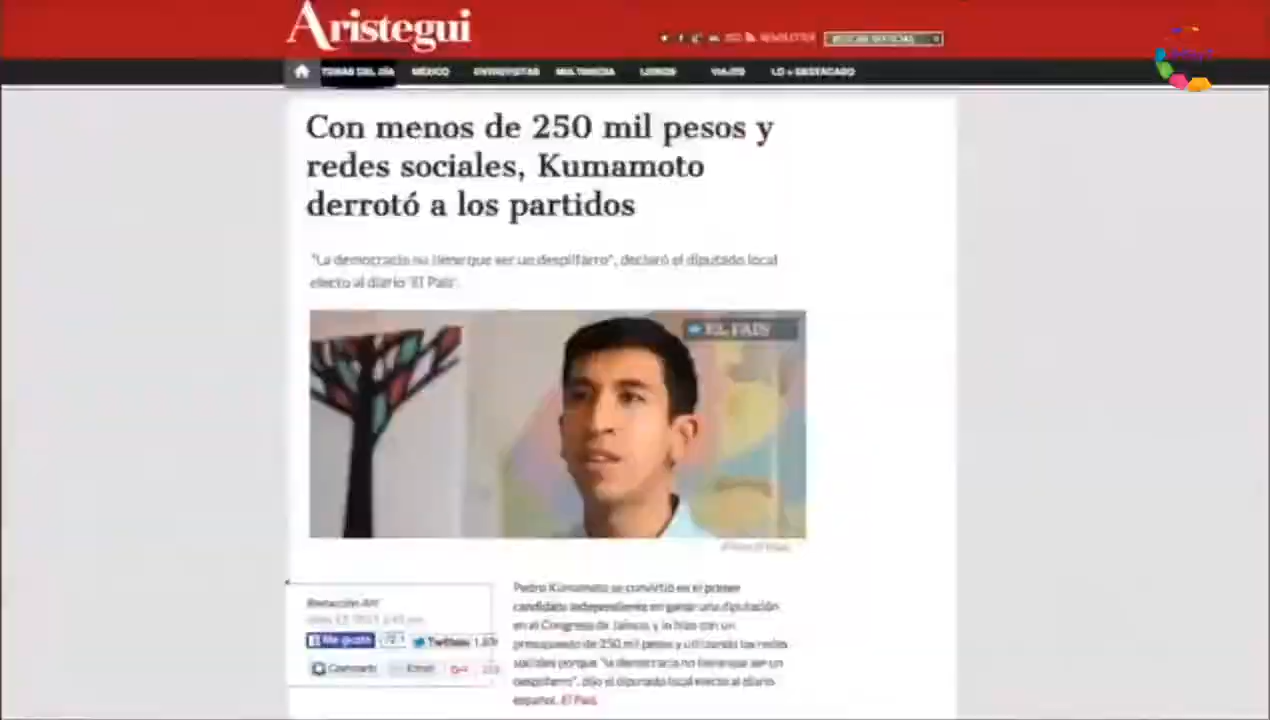 Aristegui
NEWSLETTER
BUSCAR NOTICIAS
TEMAS DEL DÍA MÉXICO ENTREVISTAS MULTIMEDIA LIBROS VIAJES LO + DESTACADO
Con menos de 250 mil pesos y
redes sociales, Kumamoto
derrotó a los partidos
"La democracia no tiene que ser un despilfarro", declaró el diputado local
electo al diario 'El País'.
EL PAÍS
Pedro Kumamoto se convirtió en el primer
candidato independiente en ganar una diputación
en el Congreso de Jalisco, y lo hizo con un
presupuesto de 250 mil pesos y utilizando las redes
sociales porque "la democracia no tiene que ser un
despilfarro", dijo el diputado local electo al diario
español, El País.
Redacción AN
Me gusta
Twittear
Compartir Email